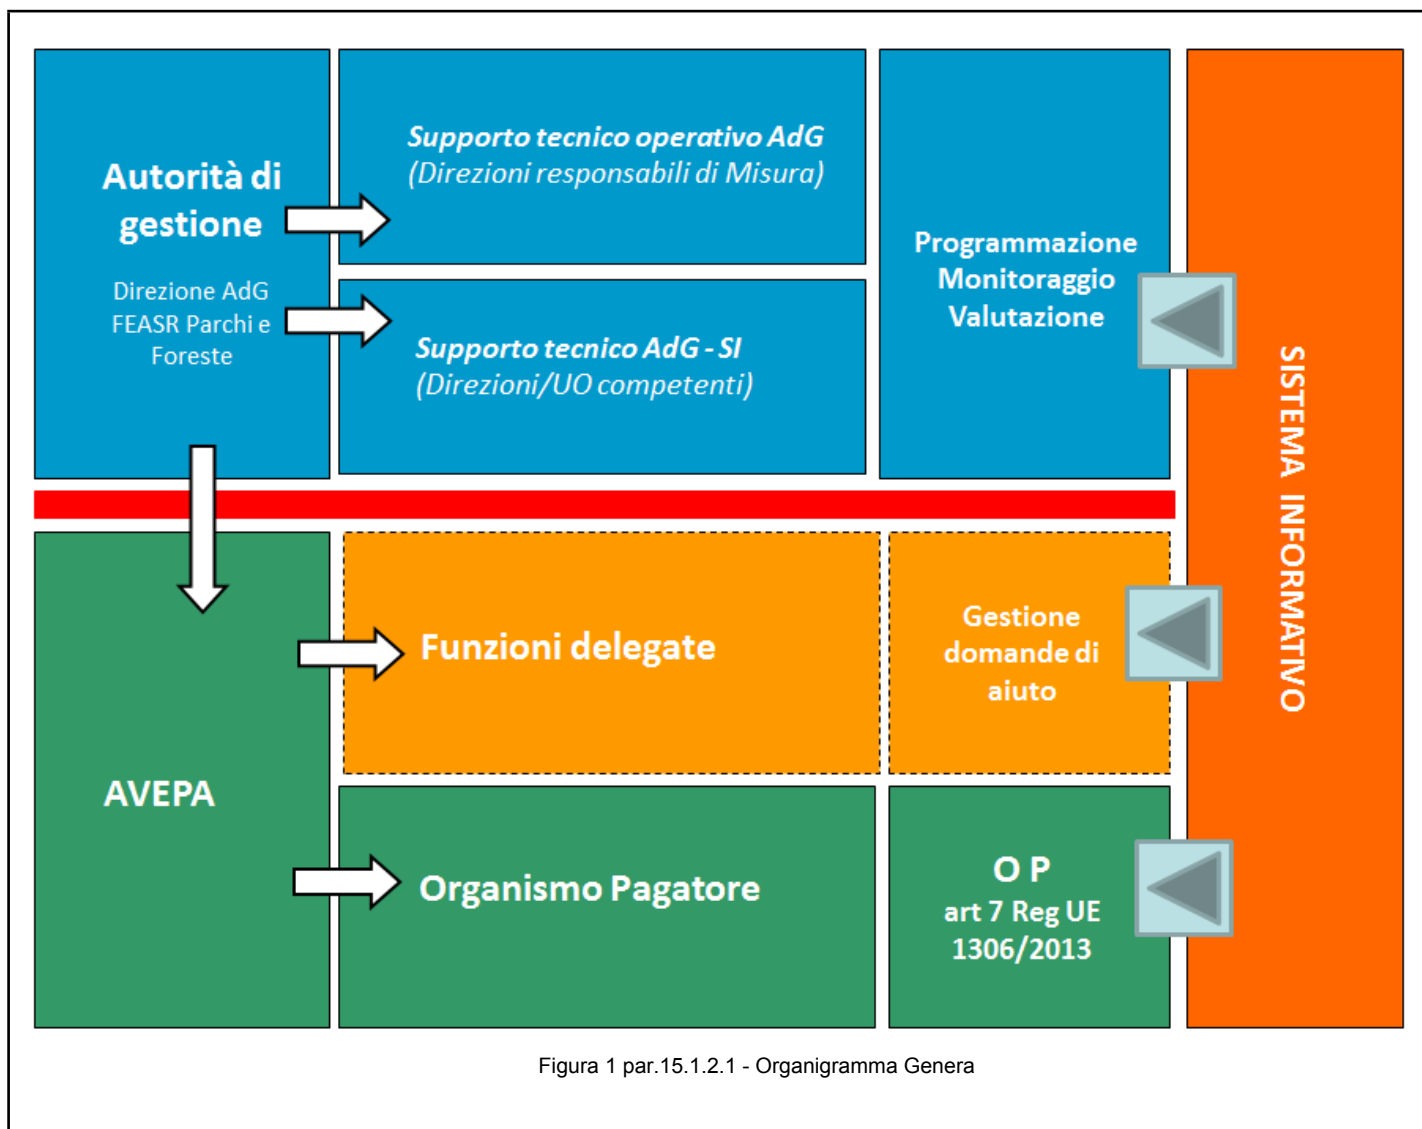 Autorità di
gestione
Direzione AdG
FEASR Parchi e
Foreste
Supporto tecnico operativo AdG
(Direzioni responsabili di Misura)
Supporto tecnico AdG - SI
(Direzioni/UO competenti)
Programmazione
Monitoraggio
Valutazione
SISTEMA INFORMATIVO
AVEPA
Funzioni delegate
Gestione
domande di
aiuto
Organismo Pagatore
O P
art 7 Reg UE
1306/2013
Figura 1 par.15.1.2.1 - Organigramma Genera